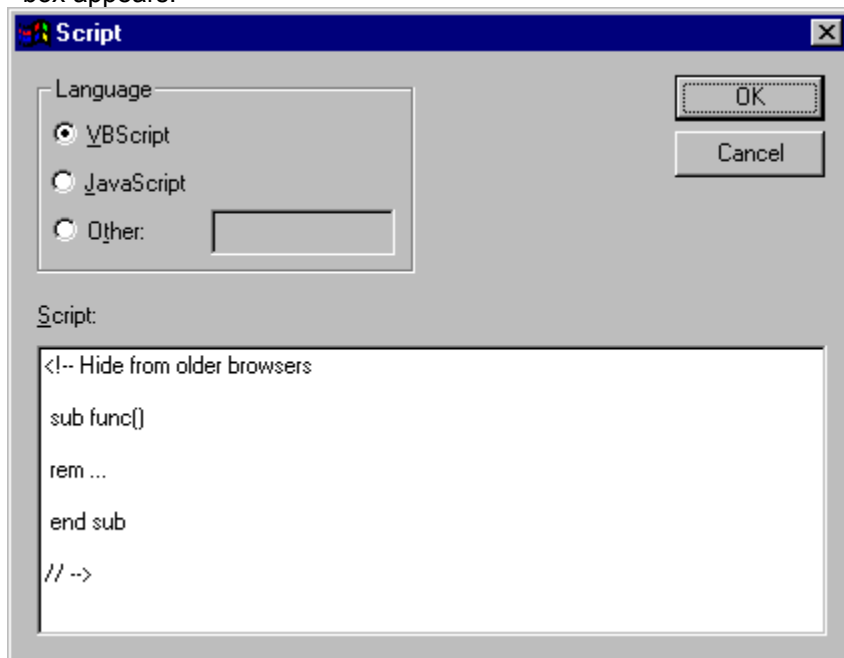 box appears.
Script
Language
VBScript
JavaScript
Other:
OK
Cancel
Script:
<!-- Hide from older browsers
sub func()
rem ...
end sub
// -->